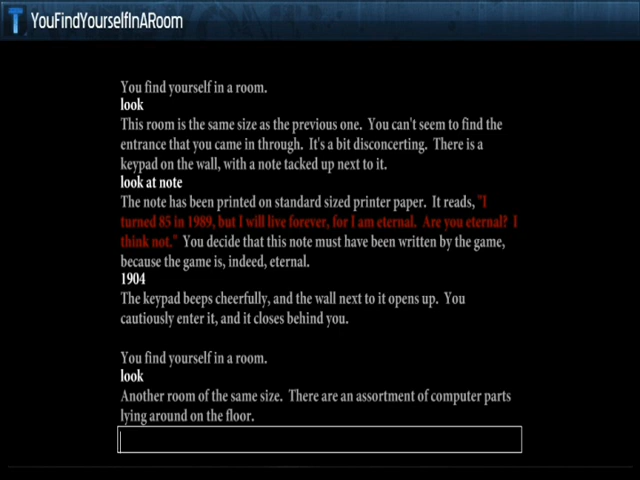 YouFindYourselfInARoom
You find yourself in a room.
look
This room is the same size as the previous one.  You can't seem to find the
entrance that you came in through.  It's a bit disconcerting.  There is a
keypad on the wall, with a note tacked up next to it.
look at note
The note has been printed on standard sized printer paper.  It reads, "I
turned 85 in 1989, but I will live forever, for I am eternal.  Are you eternal?  I
think not."  You decide that this note must have been written by the game,
because the game is, indeed, eternal.
1904
The keypad beeps cheerfully, and the wall next to it opens up.  You
cautiously enter it, and it closes behind you.
You find yourself in a room.
look
Another room of the same size.  There are an assortment of computer parts
lying around on the floor.